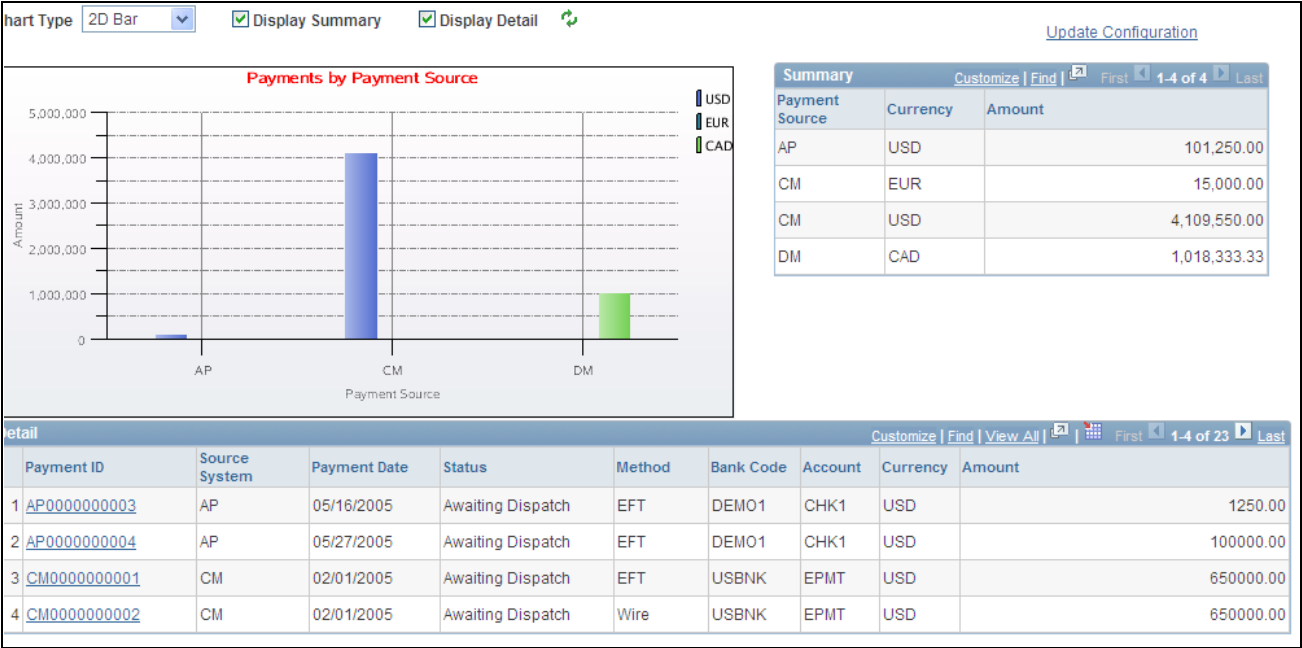 hart Type 2D Bar Display Summary Display Detail
Update Configuration
Payments by Payment Source
USD
EUR
CAD
5,000,000
4,000,000
3,000,000
2,000,000
1,000,000
0
Amount
AP CM DM
Payment Source
Summary Customize | Find | First 1-4 of 4 Last
Payment Source Currency Amount
AP USD 101,250.00
CM EUR 15,000.00
CM USD 4,109,550.00
DM CAD 1,018,333.33
etail Customize | Find | View All | | First 1-4 of 23 Last
Payment ID Source System Payment Date Status Method Bank Code Account Currency Amount
1 AP0000000003 AP 05/16/2005 Awaiting Dispatch EFT DEMO1 CHK1 USD 1250.00
2 AP0000000004 AP 05/27/2005 Awaiting Dispatch EFT DEMO1 CHK1 USD 100000.00
3 CM0000000001 CM 02/01/2005 Awaiting Dispatch EFT USBNK EPMT USD 650000.00
4 CM0000000002 CM 02/01/2005 Awaiting Dispatch Wire USBNK EPMT USD 650000.00